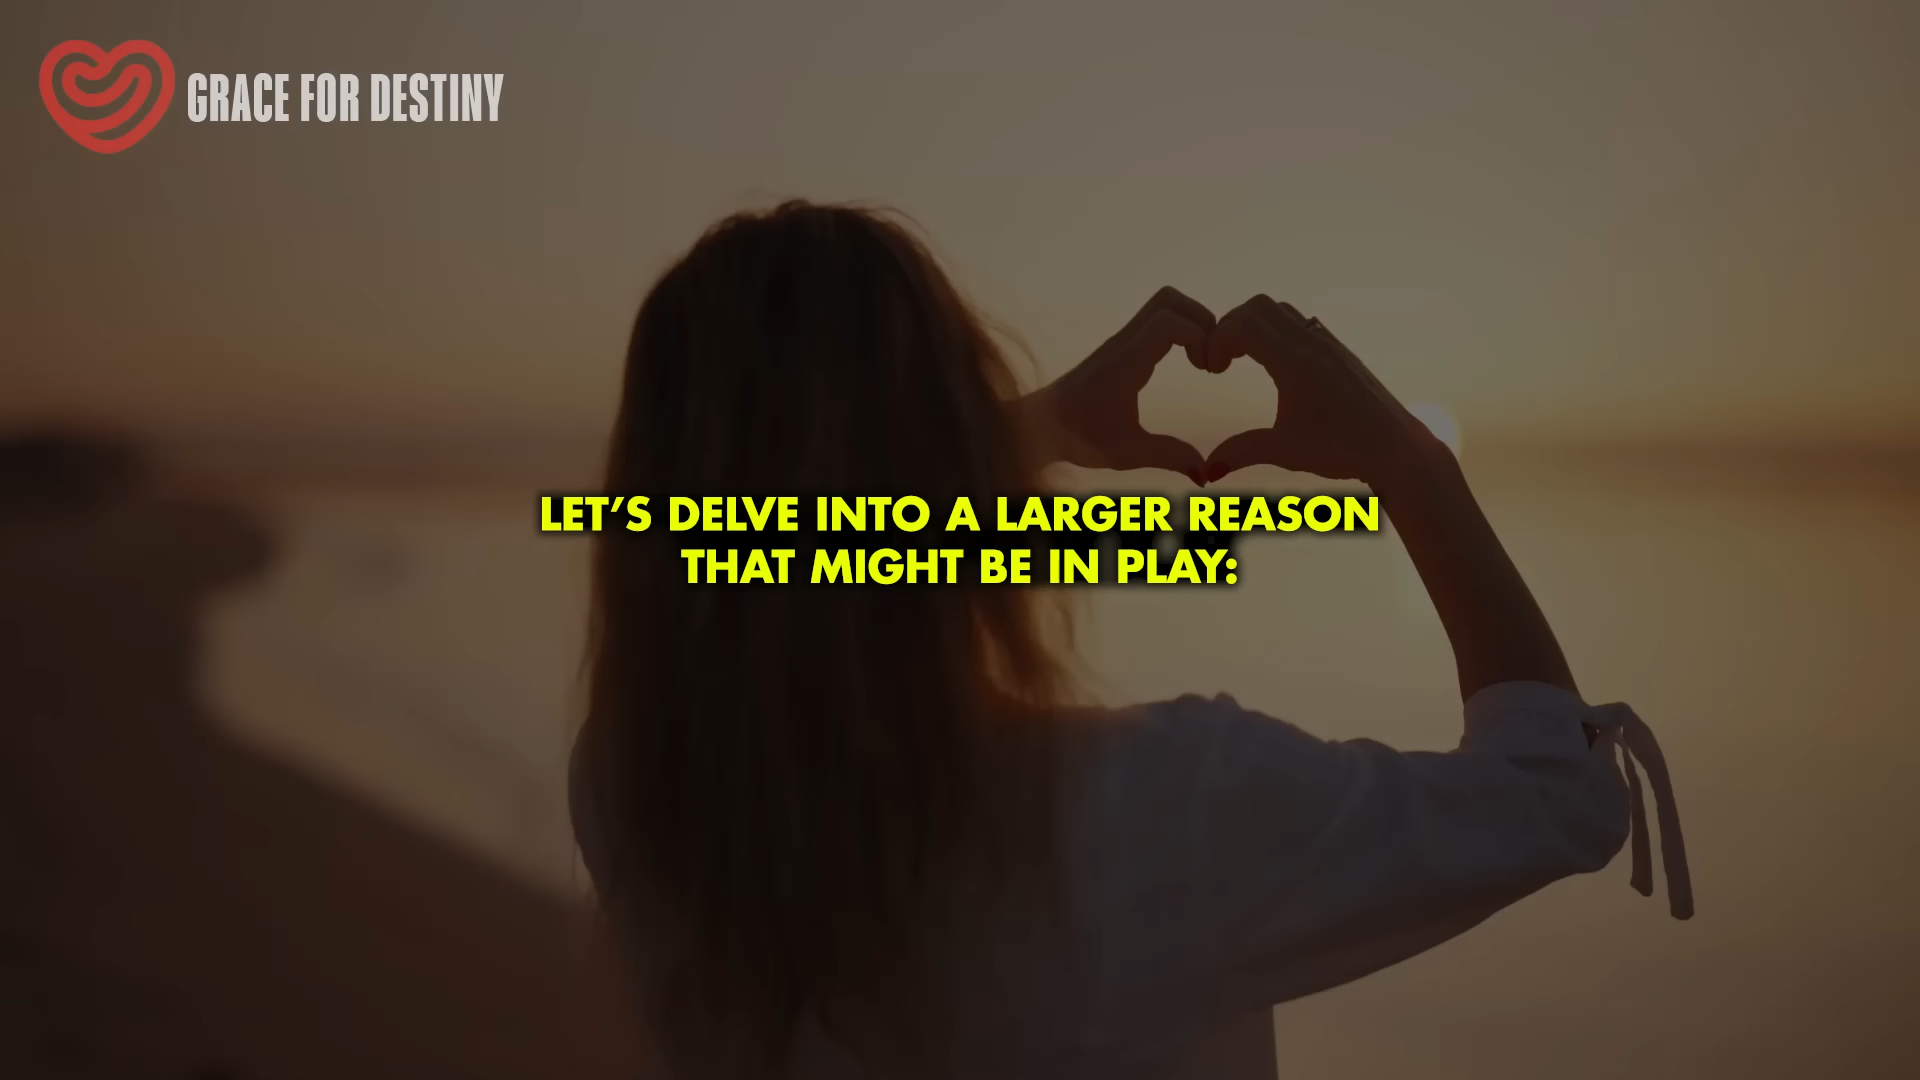 GRACE FOR DESTINY
LET’S DELVE INTO A LARGER REASON
THAT MIGHT BE IN PLAY: